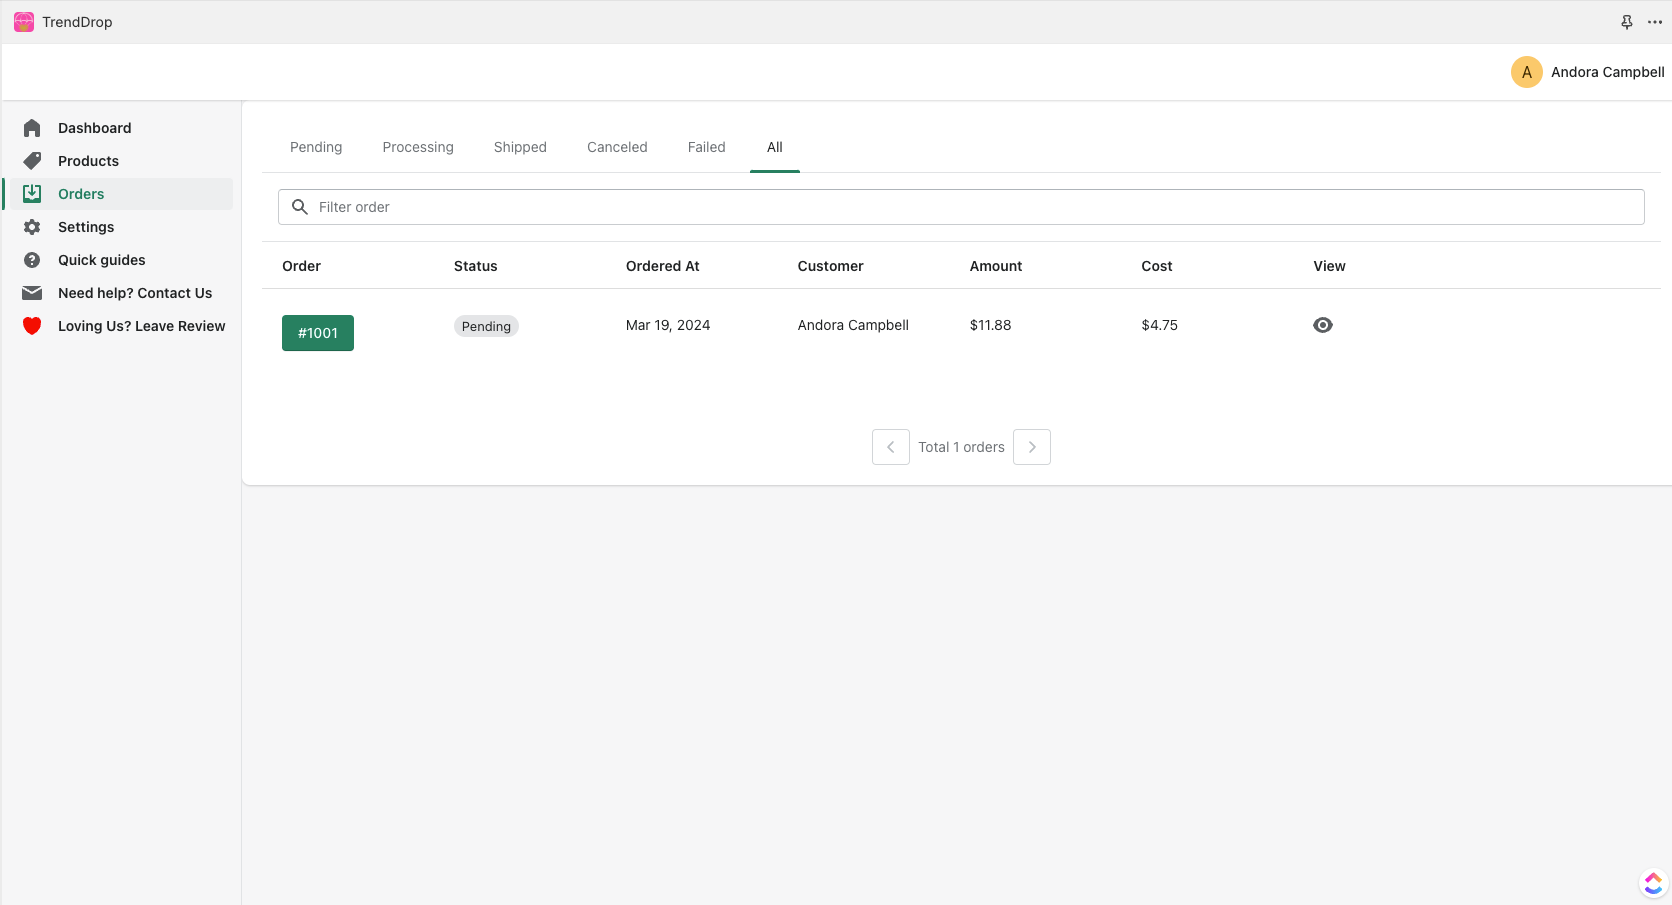 TrendDrop
A Andora Campbell
Dashboard
Products
Orders
Settings
Quick guides
Need help? Contact Us
Loving Us? Leave Review
Pending Processing Shipped Canceled Failed All
Filter order
Order Status Ordered At Customer Amount Cost View
#1001 Pending Mar 19, 2024 Andora Campbell $11.88 $4.75
Total 1 orders